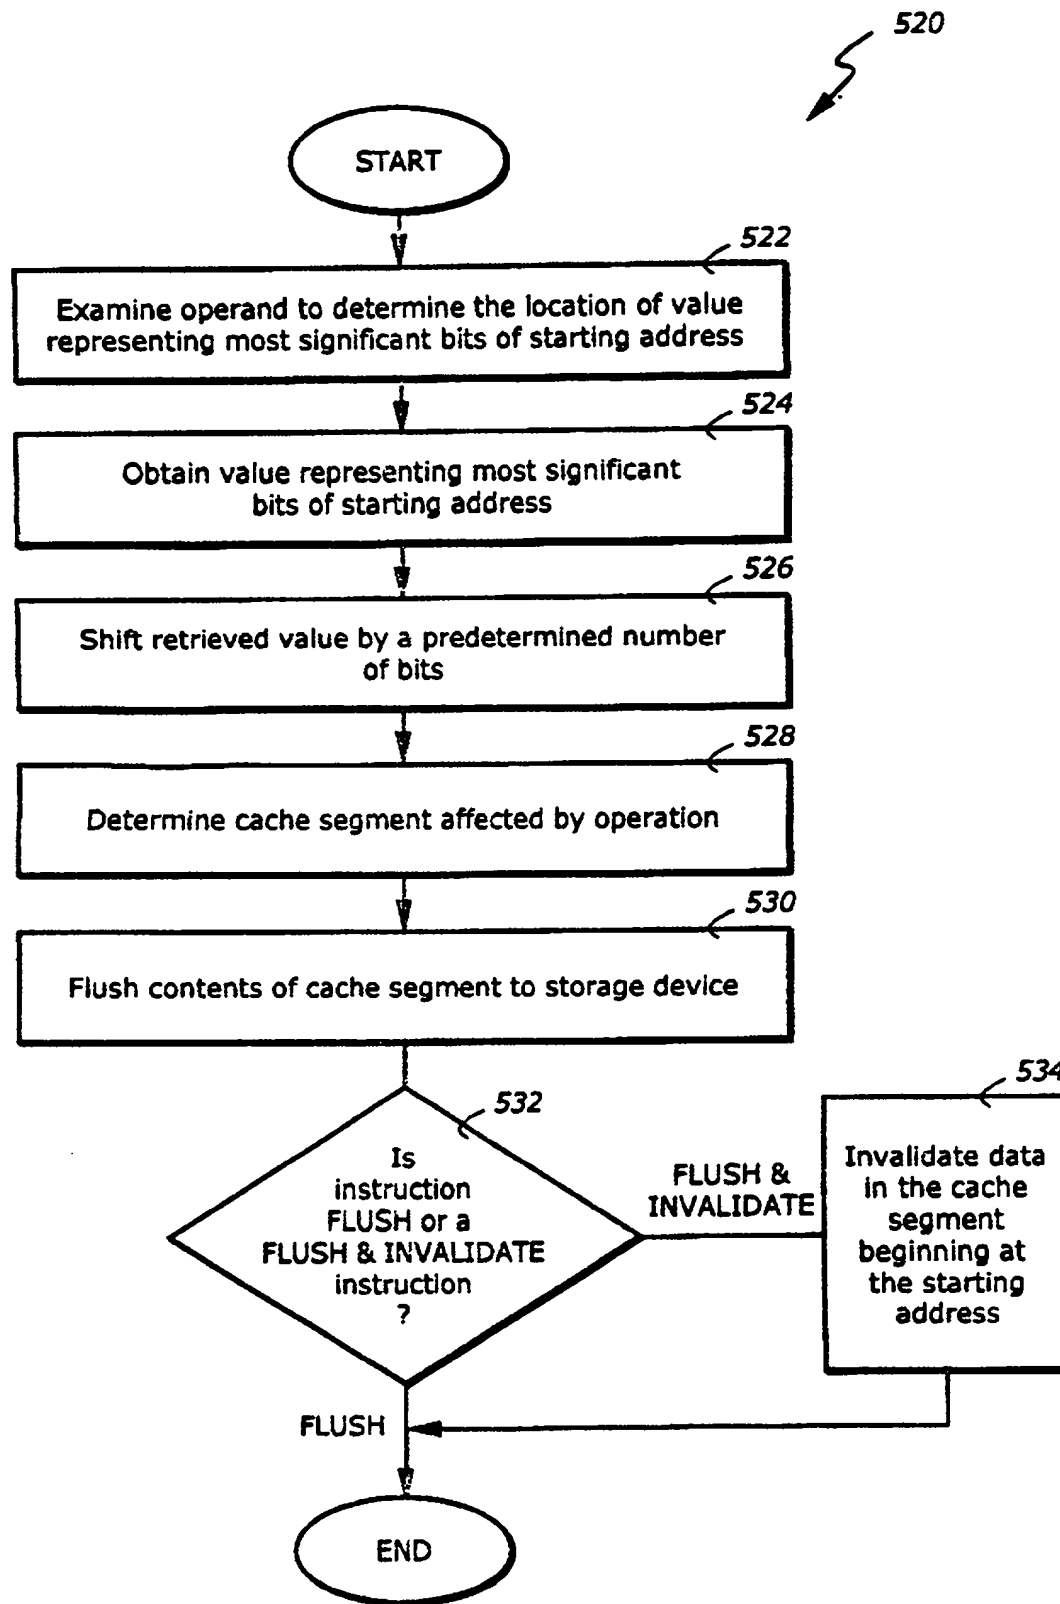 520
START
522
Examine operand to determine the location of value
representing most significant bits of starting address
524
Obtain value representing most significant
bits of starting address
526
Shift retrieved value by a predetermined number
of bits
528
Determine cache segment affected by operation
530
Flush contents of cache segment to storage device
532
Is
instruction
FLUSH or a
FLUSH & INVALIDATE
instruction
?
FLUSH &
INVALIDATE
534
Invalidate data
in the cache
segment
beginning at
the starting
address
FLUSH
END